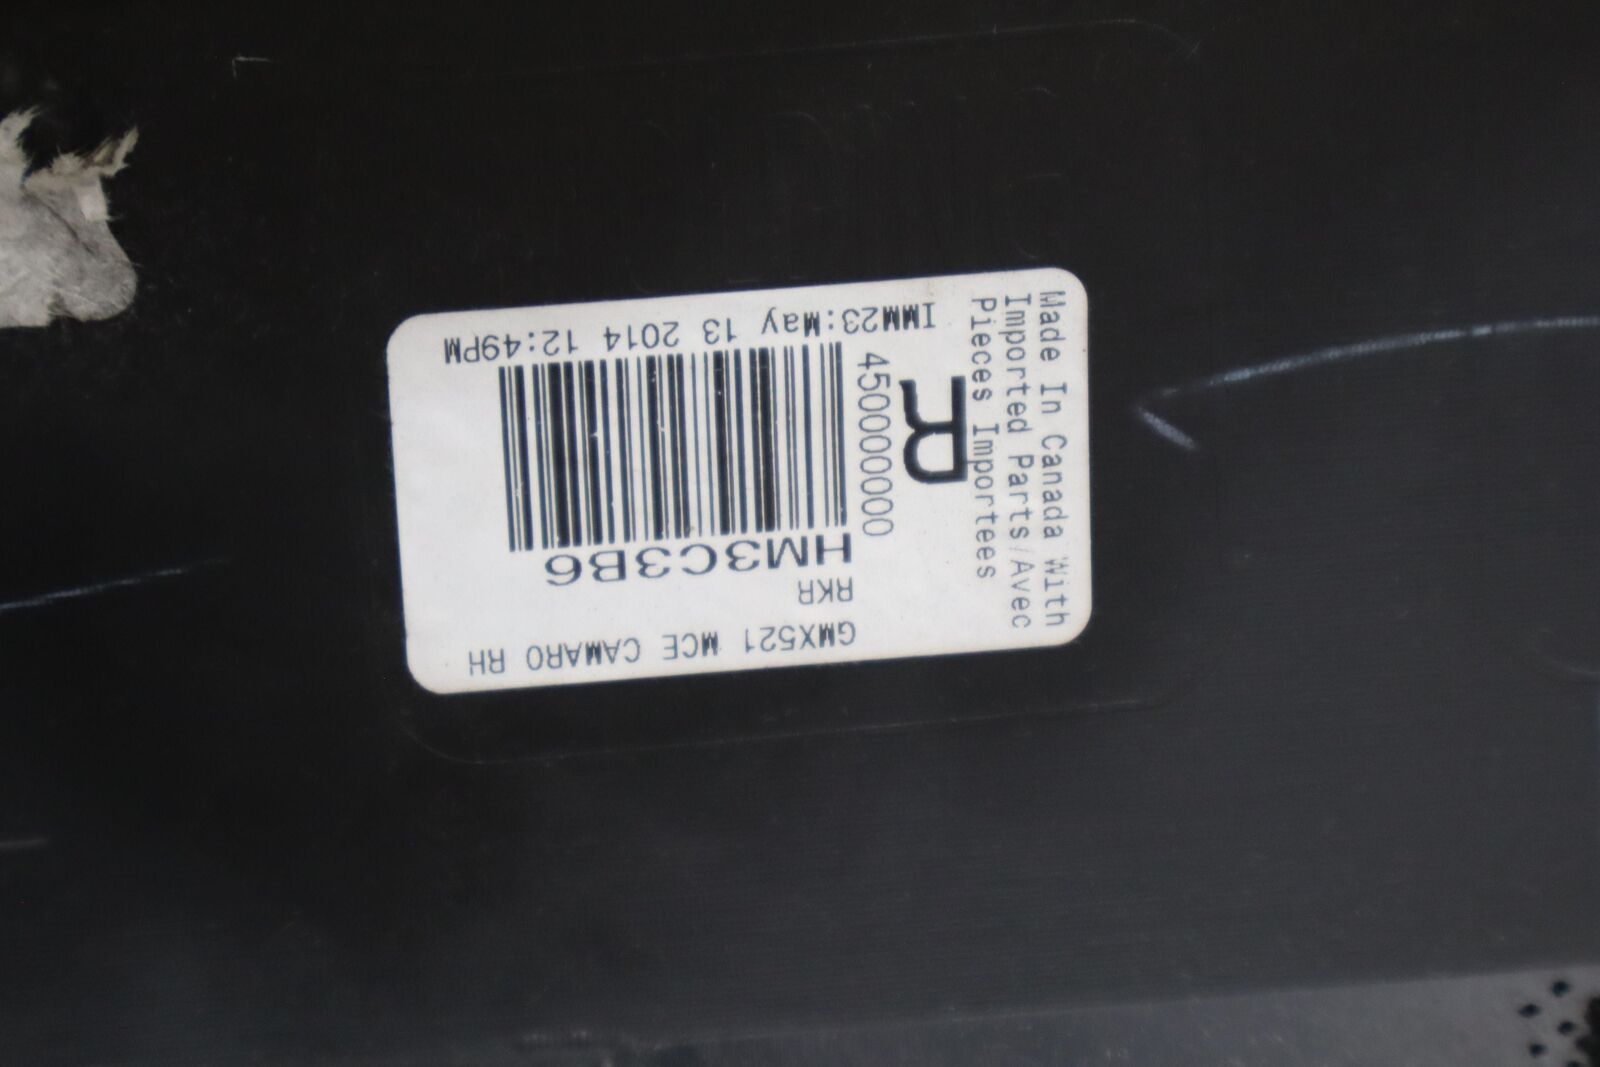 GMX521 MCE CAMARO RH
RKR
HM3C3B6
450000000
R
IMM23:May 13 2014 12:49PM
Made In Canada With
Imported Parts/Avec
Pieces Importees